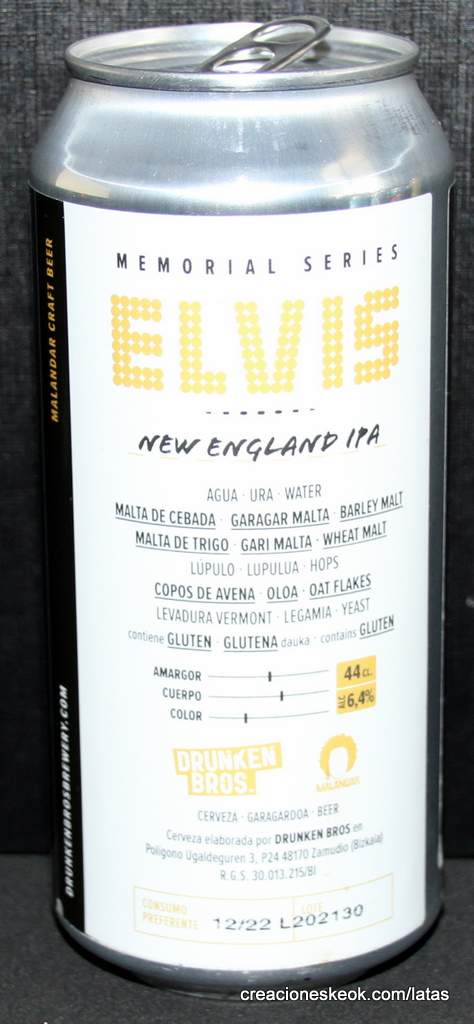 MEMORIAL SERIES
ELVIS
NEW ENGLAND IPA
AGUA · URA · WATER
MALTA DE CEBADA · GARAGAR MALTA · BARLEY MALT
MALTA DE TRIGO · GARI MALTA · WHEAT MALT
LÚPULO · LUPULUA · HOPS
COPOS DE AVENA · OLOA · OAT FLAKES
LEVADURA VERMONT · LEGAMIA · YEAST
contiene GLUTEN · GLUTENA dauka · contains GLUTEN
AMARGOR
CUERPO
COLOR
44 CL.
ALC 6,4%
DRUNKEN
BROS.
MALANDAR
CERVEZA · GARAGARDOA · BEER
Cerveza elaborada por DRUNKEN BROS en
Polígono Ugaldeguren 3, P24 48170 Zamudio (Bizkaia)
R.G.S. 30.013.215/BI
CONSUMO
PREFERENTE
LOTE
12/22 L202130
MALANDAR CRAFT BEER
DRUNKENBROSBREWERY.COM
creacioneskeok.com/latas